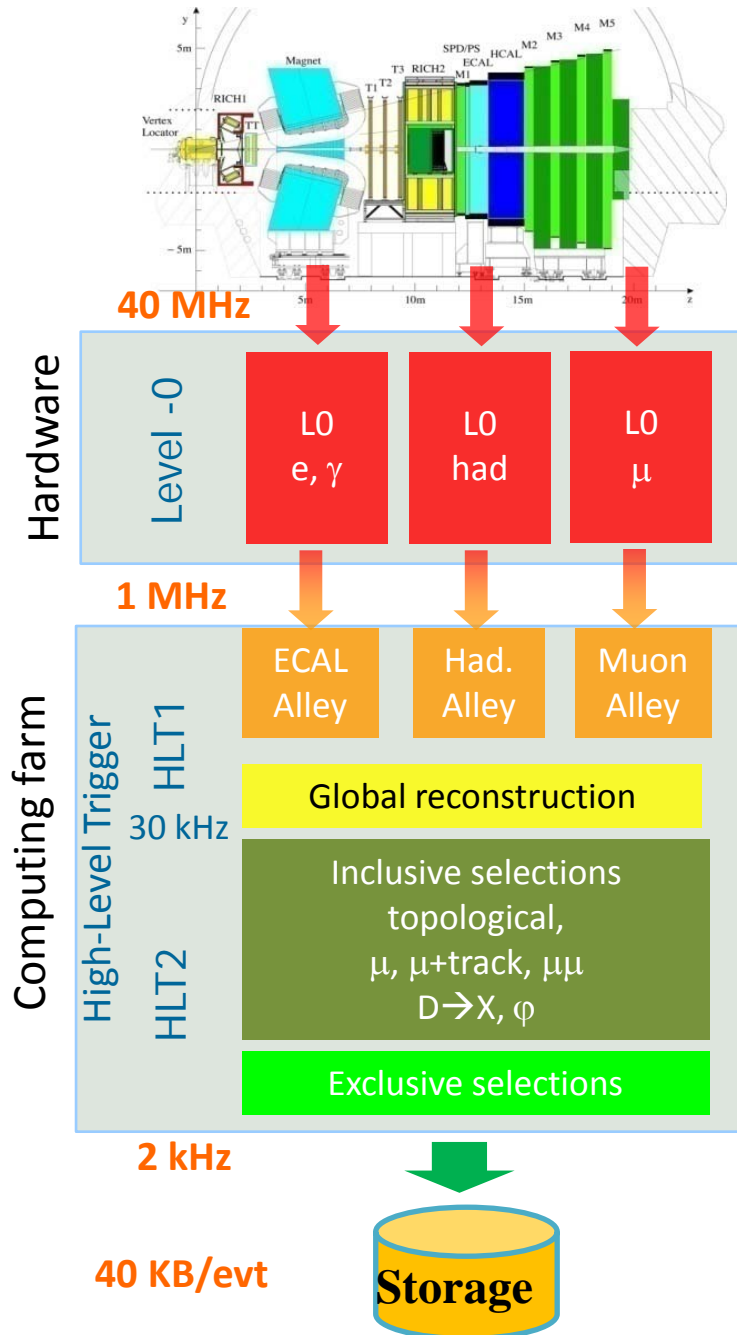 y
5m
Magnet
SPD/PS
HCAL
ECAL
M1
M2
M3
M4
M5
T1
T2
T3
RICH2
RICH1
TT
Vertex
Locator
− 5m
5m
10m
15m
20m
z
40 MHz
Hardware
Level -0
L0
e, γ
L0
had
L0
μ
1 MHz
Computing farm
High-Level Trigger
HLT1
ECAL
Alley
Had.
Alley
Muon
Alley
Global reconstruction
30 kHz
HLT2
Inclusive selections
topological,
μ, μ+track, μμ
D→X, φ
Exclusive selections
2 kHz
40 KB/evt
Storage